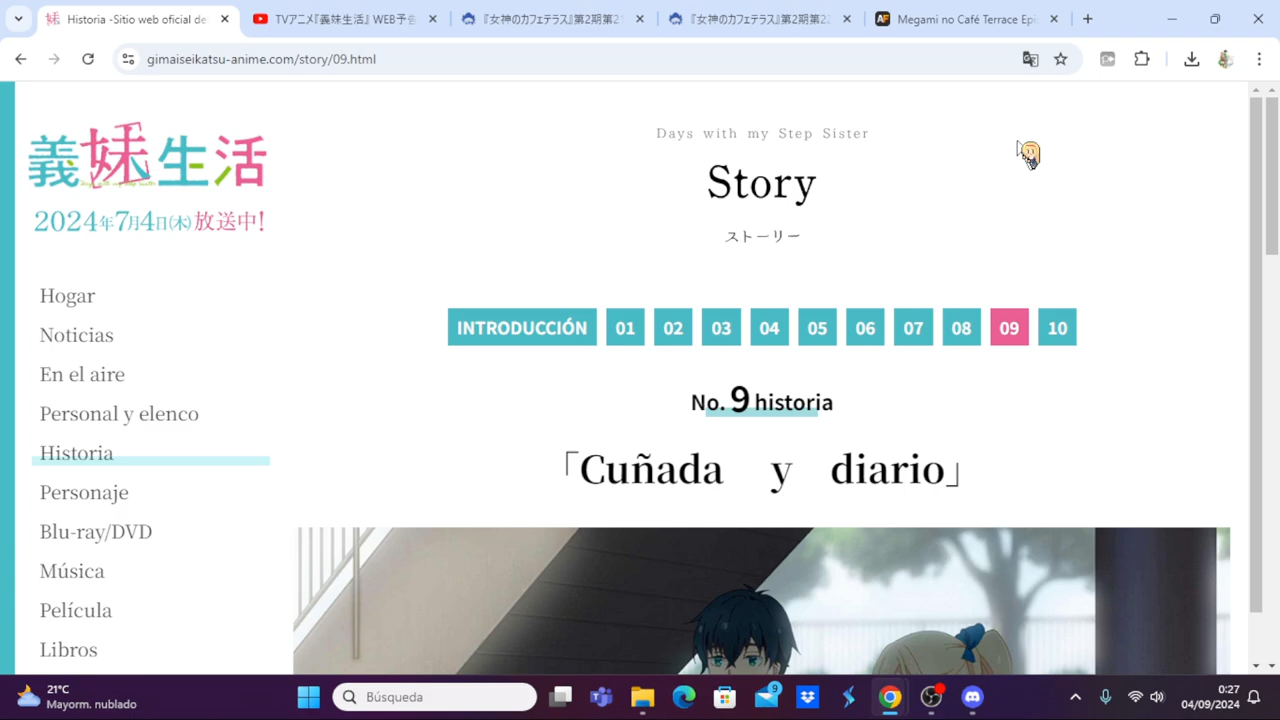 Historia -Sitio web oficial de
TVアニメ『義妹生活』 WEB予告
『女神のカフェテラス』第2期第2
『女神のカフェテラス』第2期第2
Megami no Café Terrace Epi
gimaiseikatsu-anime.com/story/09.html
義妹生活
2024年7月4日(木)放送中!
Hogar
Noticias
En el aire
Personal y elenco
Historia
Personaje
Blu-ray/DVD
Música
Película
Libros
Days with my Step Sister
Story
ストーリー
INTRODUCCIÓN 01 02 03 04 05 06 07 08 09 10
No. 9 historia
「Cuñada y diario」
21°C
Mayorm. nublado
Búsqueda
9
0:27
04/09/2024